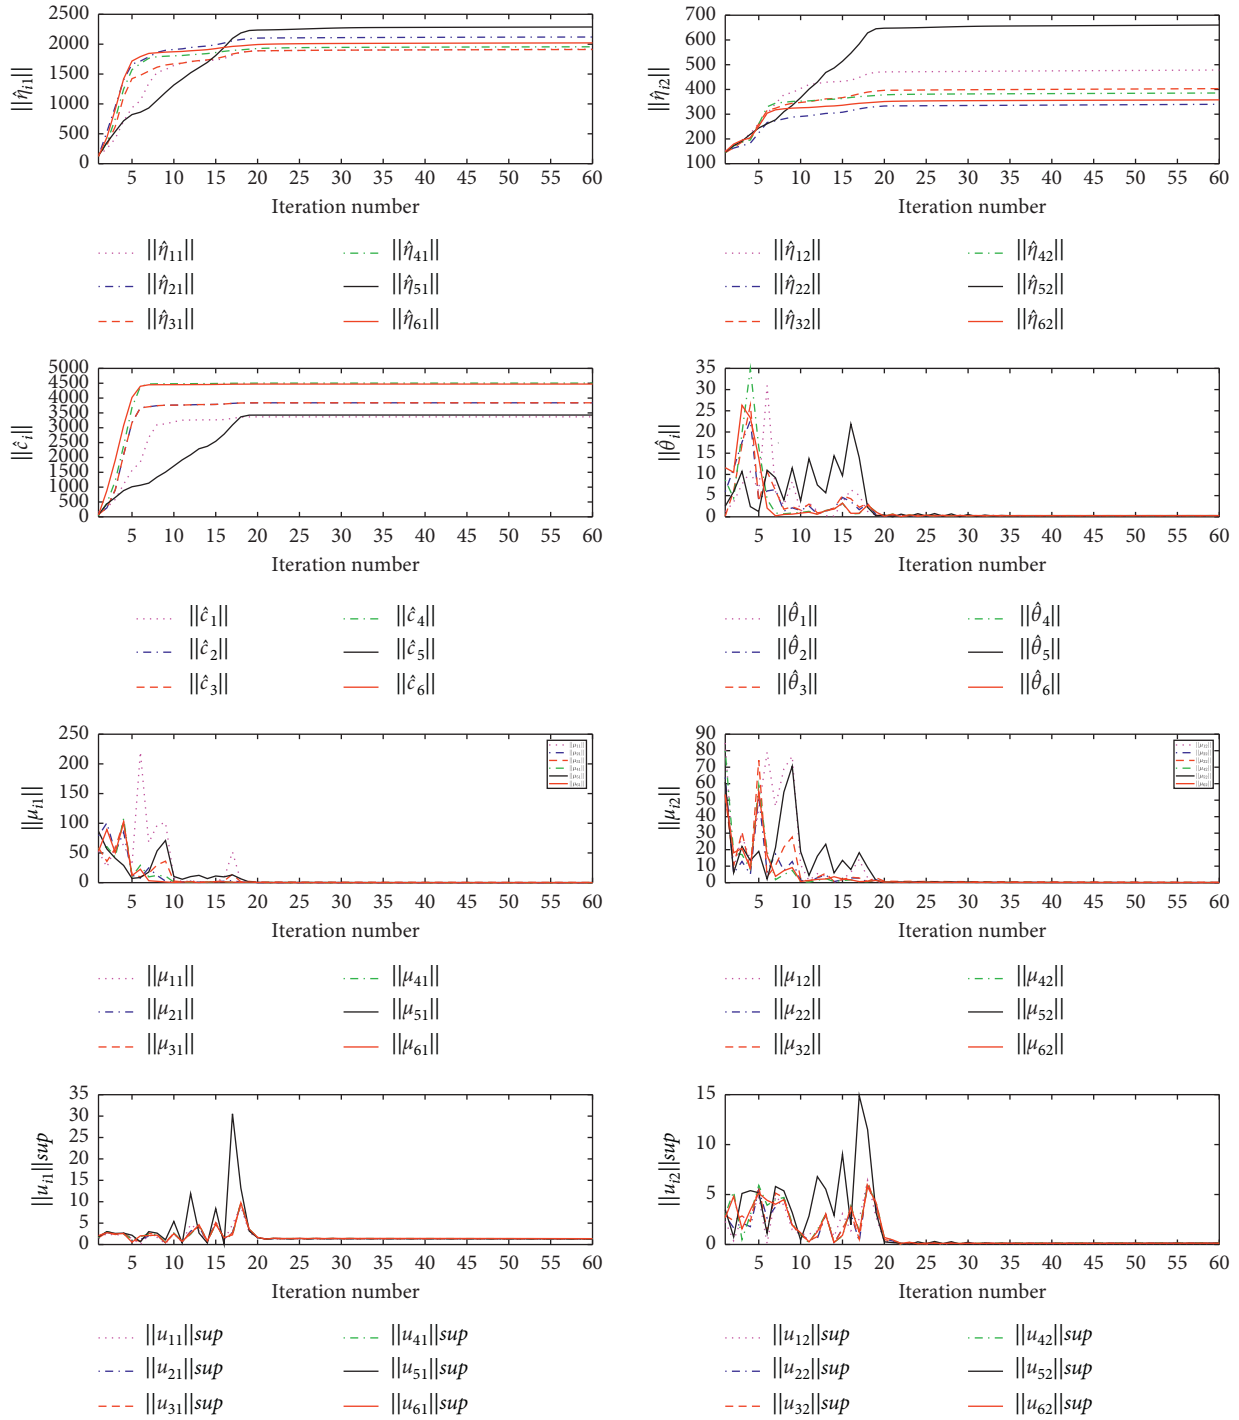 2500
2000
1500
1000
500
0
||η̂i1||
5 10 15 20 25 30 35 40 45 50 55 60
Iteration number
||η̂11||
||η̂21||
||η̂31||
||η̂41||
||η̂51||
||η̂61||
700
600
500
400
300
200
100
||η̂i2||
5 10 15 20 25 30 35 40 45 50 55 60
Iteration number
||η̂12||
||η̂22||
||η̂32||
||η̂42||
||η̂52||
||η̂62||
5000
4500
4000
3500
3000
2500
2000
1500
1000
500
0
||ĉi||
5 10 15 20 25 30 35 40 45 50 55 60
Iteration number
||ĉ1||
||ĉ2||
||ĉ3||
||ĉ4||
||ĉ5||
||ĉ6||
35
30
25
20
15
10
5
0
||θ̂i||
5 10 15 20 25 30 35 40 45 50 55 60
Iteration number
||θ̂1||
||θ̂2||
||θ̂3||
||θ̂4||
||θ̂5||
||θ̂6||
250
200
150
100
50
0
||μi1||
5 10 15 20 25 30 35 40 45 50 55 60
Iteration number
||μ11||
||μ21||
||μ31||
||μ41||
||μ51||
||μ61||
90
80
70
60
50
40
30
20
10
0
||μi2||
5 10 15 20 25 30 35 40 45 50 55 60
Iteration number
||μ12||
||μ22||
||μ32||
||μ42||
||μ52||
||μ62||
35
30
25
20
15
10
5
0
||ui1||sup
5 10 15 20 25 30 35 40 45 50 55 60
Iteration number
||u11||sup
||u21||sup
||u31||sup
||u41||sup
||u51||sup
||u61||sup
15
10
5
0
||ui2||sup
5 10 15 20 25 30 35 40 45 50 55 60
Iteration number
||u12||sup
||u22||sup
||u32||sup
||u42||sup
||u52||sup
||u62||sup